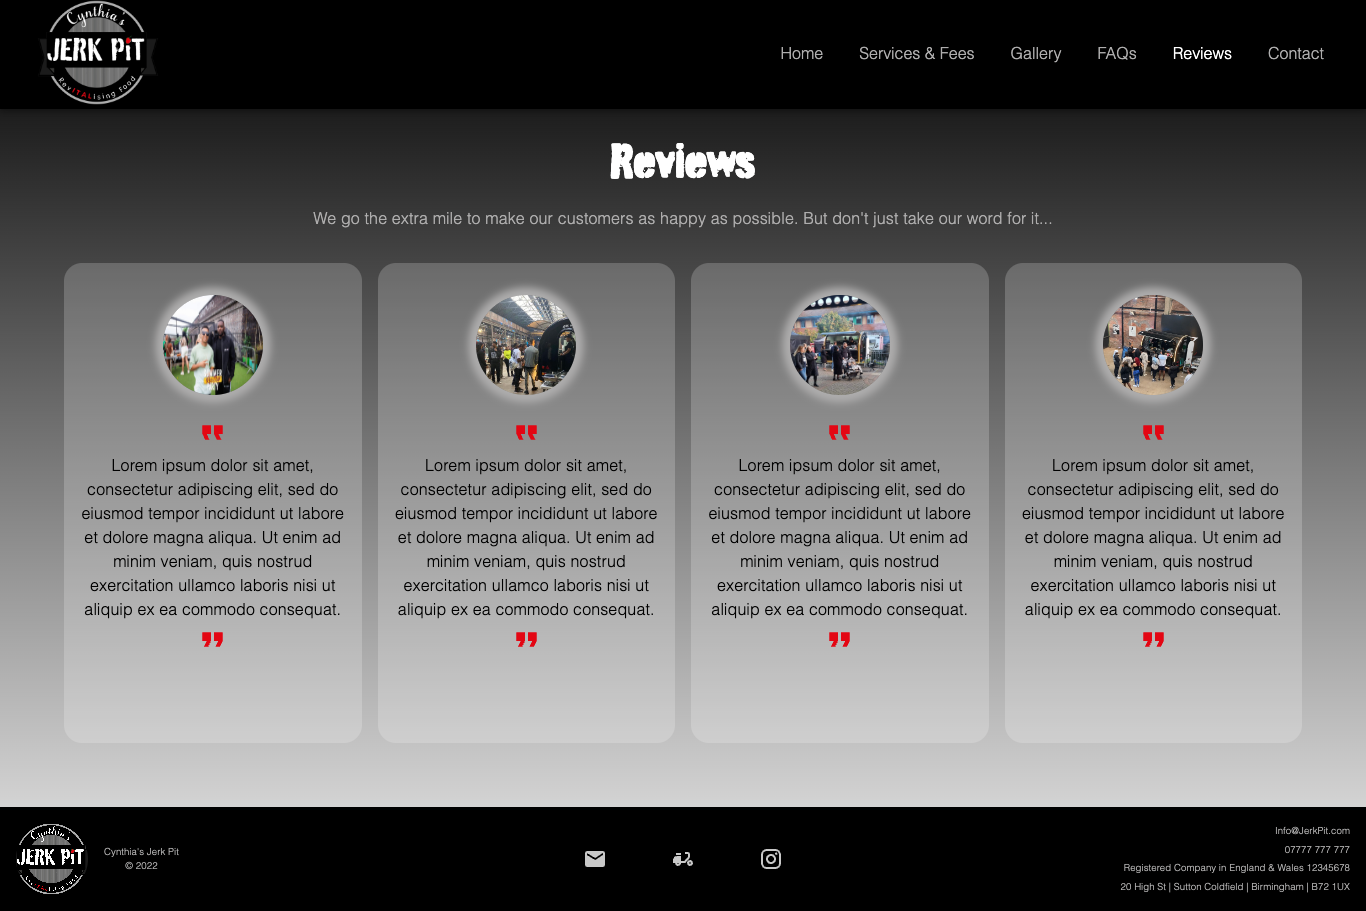 Cynthia's
JERK PiT
RevITALising Food
Home
Services & Fees
Gallery
FAQs
Reviews
Contact
Reviews
We go the extra mile to make our customers as happy as possible. But don't just take our word for it...
Lorem ipsum dolor sit amet,
consectetur adipiscing elit, sed do
eiusmod tempor incididunt ut labore
et dolore magna aliqua. Ut enim ad
minim veniam, quis nostrud
exercitation ullamco laboris nisi ut
aliquip ex ea commodo consequat.
Lorem ipsum dolor sit amet,
consectetur adipiscing elit, sed do
eiusmod tempor incididunt ut labore
et dolore magna aliqua. Ut enim ad
minim veniam, quis nostrud
exercitation ullamco laboris nisi ut
aliquip ex ea commodo consequat.
Lorem ipsum dolor sit amet,
consectetur adipiscing elit, sed do
eiusmod tempor incididunt ut labore
et dolore magna aliqua. Ut enim ad
minim veniam, quis nostrud
exercitation ullamco laboris nisi ut
aliquip ex ea commodo consequat.
Lorem ipsum dolor sit amet,
consectetur adipiscing elit, sed do
eiusmod tempor incididunt ut labore
et dolore magna aliqua. Ut enim ad
minim veniam, quis nostrud
exercitation ullamco laboris nisi ut
aliquip ex ea commodo consequat.
Cynthia's
JERK PiT
RevITALising Food
Cynthia's Jerk Pit
© 2022
Info@JerkPit.com
07777 777 777
Registered Company in England & Wales 12345678
20 High St | Sutton Coldfield | Birmingham | B72 1UX